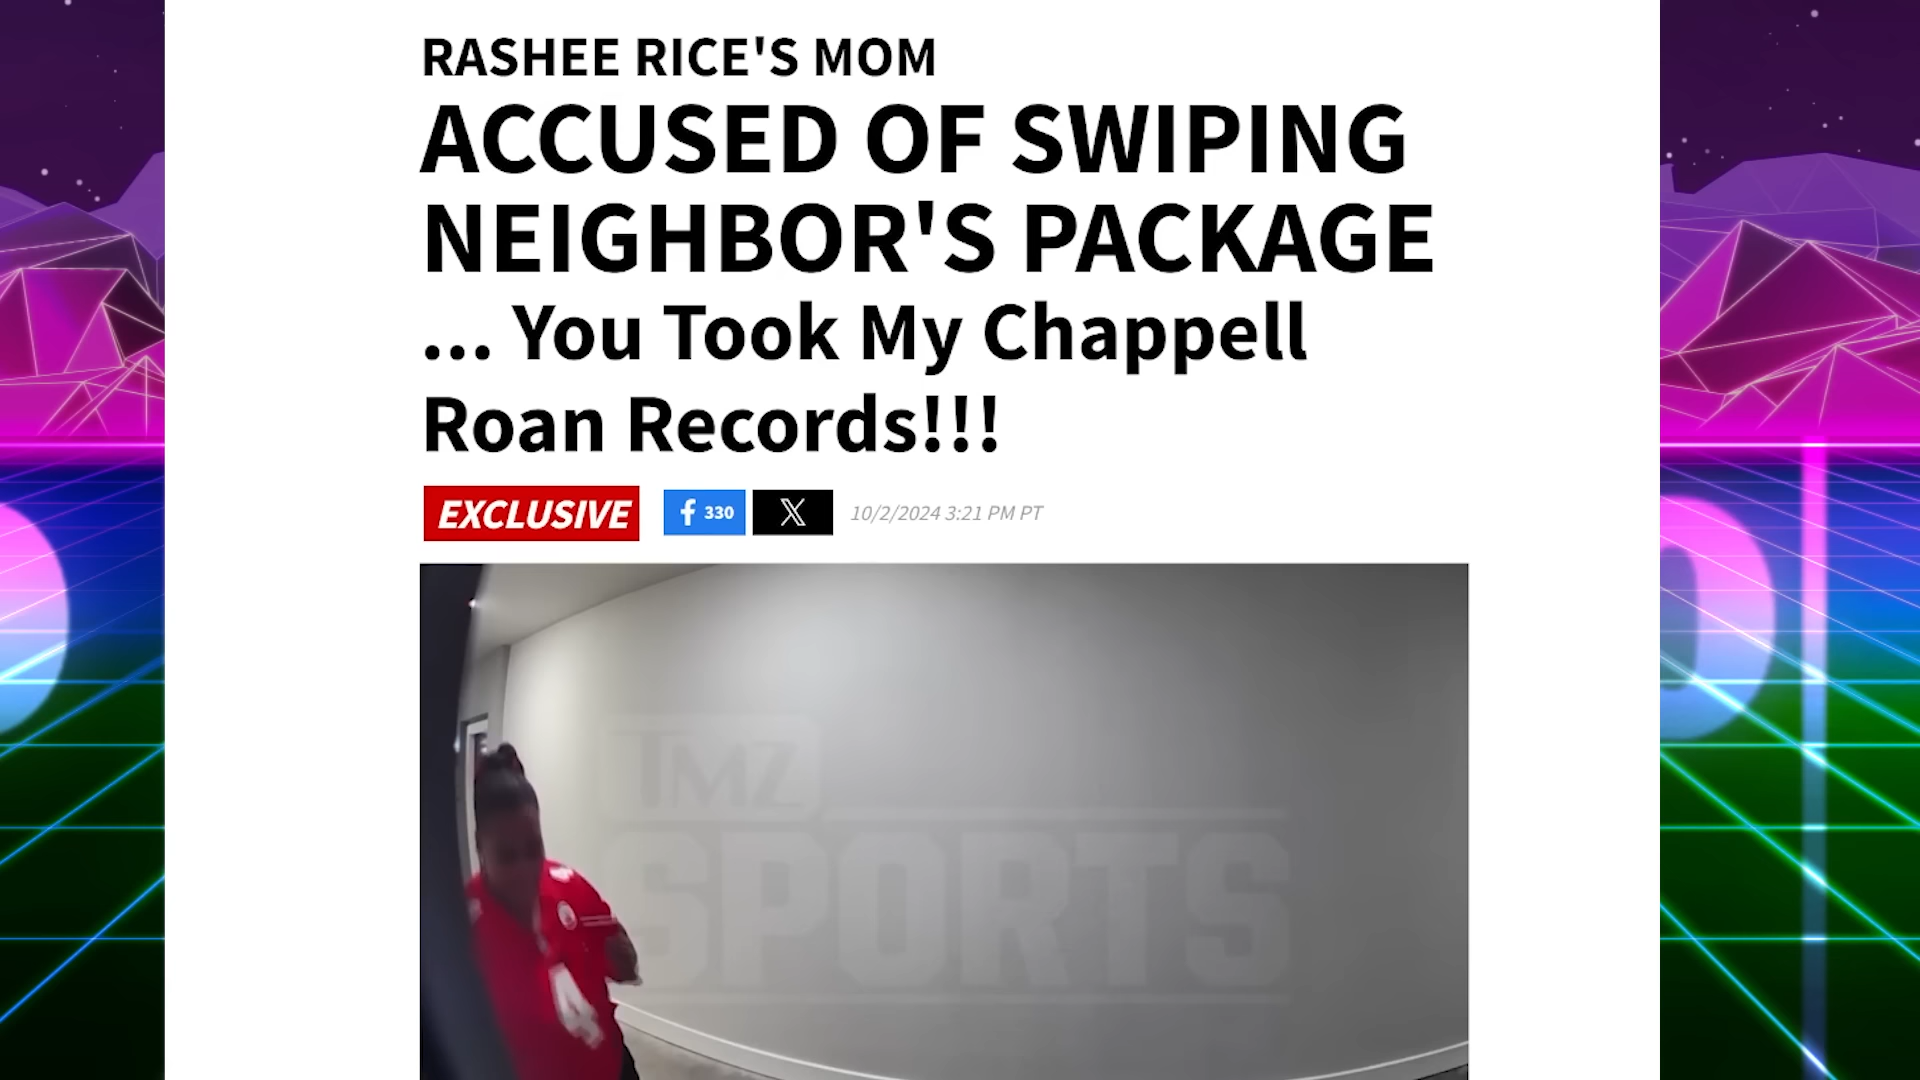 RASHEE RICE'S MOM
ACCUSED OF SWIPING
NEIGHBOR'S PACKAGE
... You Took My Chappell
Roan Records!!!
EXCLUSIVE
330
10/2/2024 3:21 PM PT
TMZ
SPORTS
4